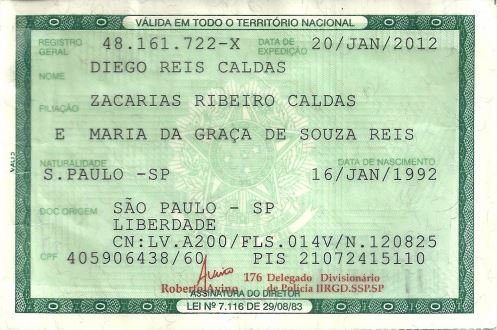 VÁLIDA EM TODO O TERRITÓRIO NACIONAL
REGISTRO GERAL 48.161.722-X DATA DE EXPEDIÇÃO 20/JAN/2012
NOME DIEGO REIS CALDAS
FILIAÇÃO ZACARIAS RIBEIRO CALDAS
E MARIA DA GRAÇA DE SOUZA REIS
NATURALIDADE DATA DE NASCIMENTO
S.PAULO -SP 16/JAN/1992
DOC ORIGEM SÃO PAULO - SP
LIBERDADE
CN:LV.A200/FLS.014V/N.120825
CPF 405906438/60 PIS 21072415110
176 Delegado Divisionário
Roberto Avino de Polícia IIRGD.SSP.SP
ASSINATURA DO DIRETOR
LEI Nº 7.116 DE 29/08/83